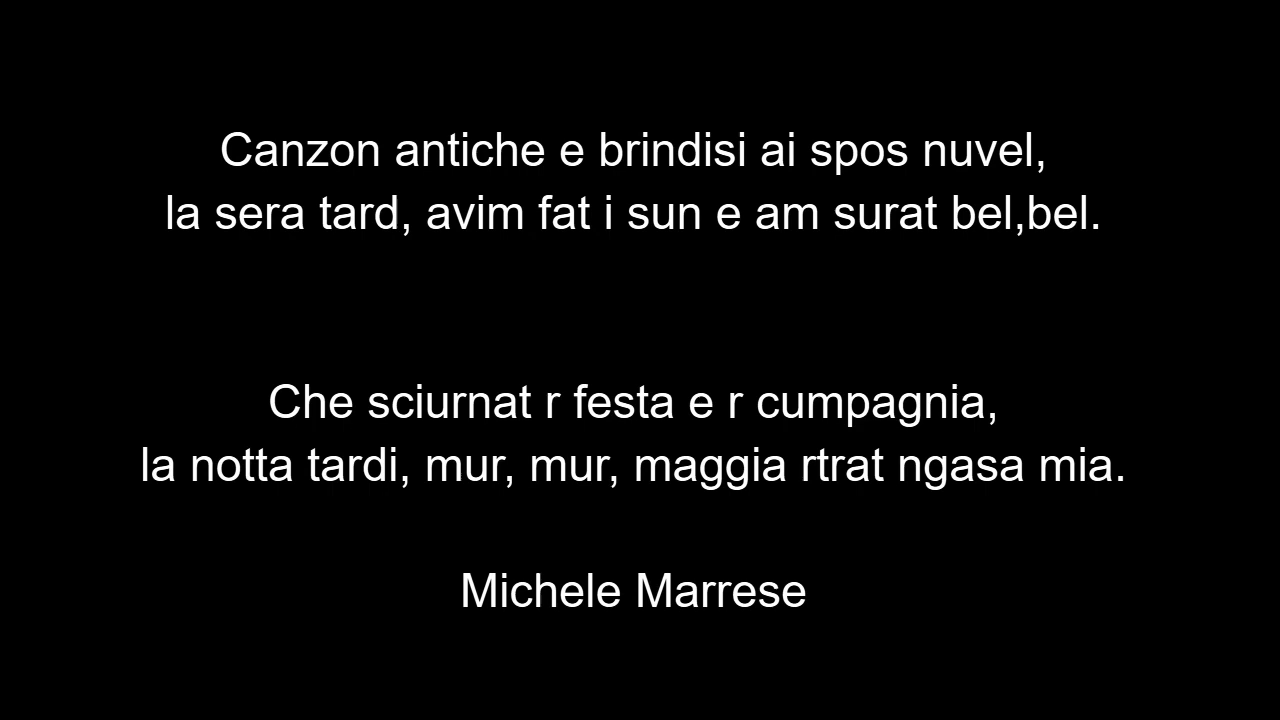 Canzon antiche e brindisi ai spos nuvel,
la sera tard, avim fat i sun e am surat bel,bel.
Che sciurnat r festa e r cumpagnia,
la notta tardi, mur, mur, maggia rtrat ngasa mia.
Michele Marrese